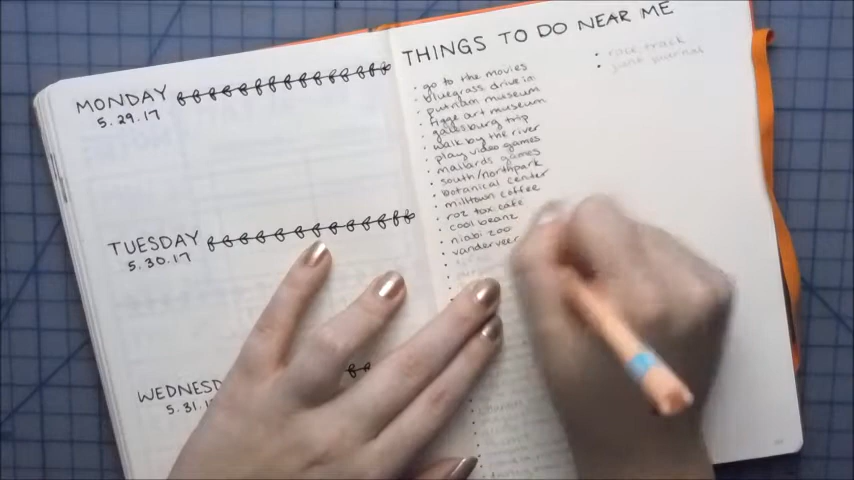 MONDAY
5.29.17
TUESDAY
5.30.17
WEDNESD
5.31.1
THINGS TO DO NEAR ME
• go to the movies
• bluegrass drive in
• putnam museum
• figge art museum
• galesburg trip
• walk by the river
• play video games
• mallards games
• south/northpark
• botanical center
• milltown coffee
• roz tox cafe
• cool beanz
• niabi zoo
• vanderveer
• race track
• junk journal